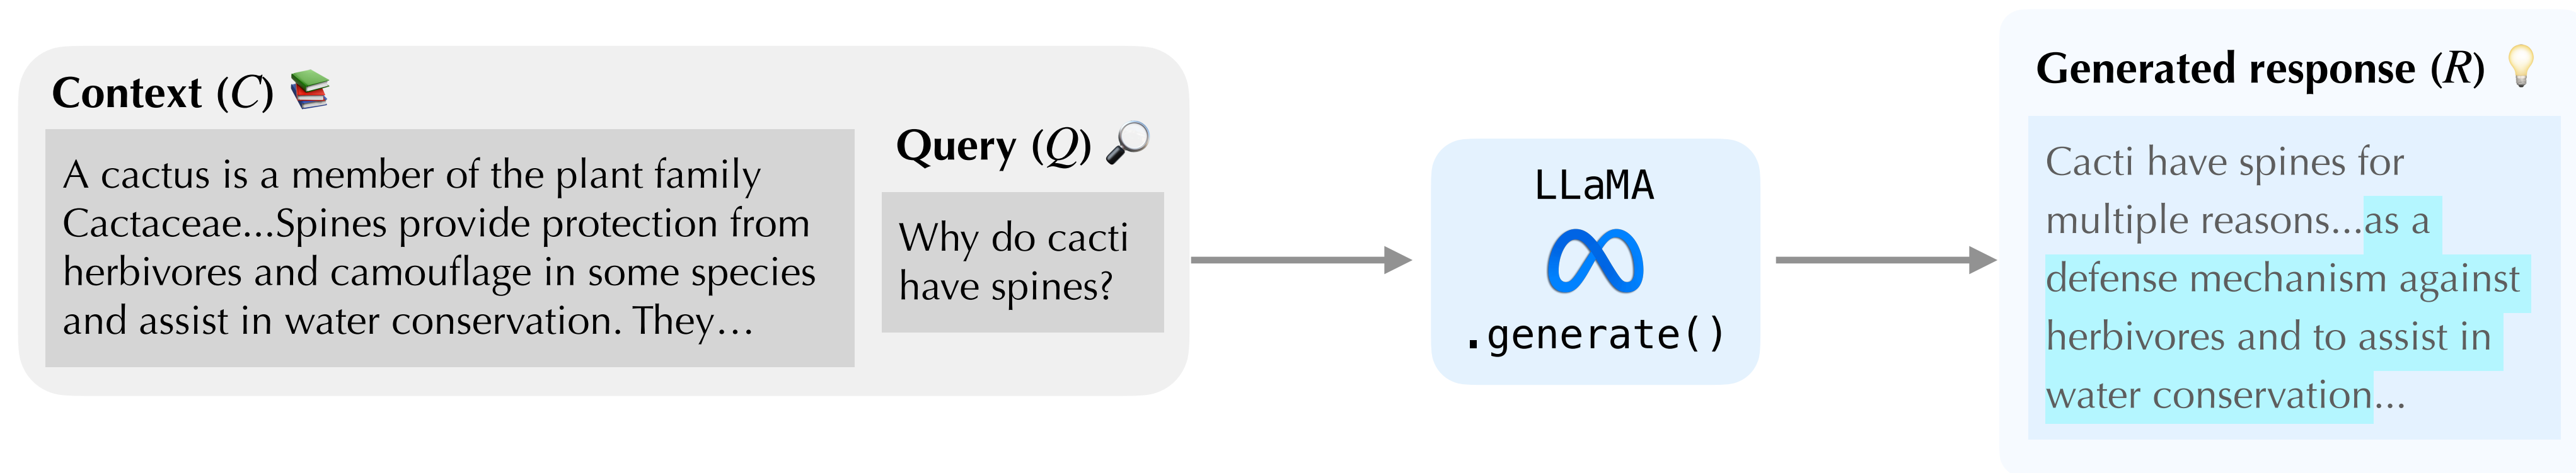 Context (C)
A cactus is a member of the plant family
Cactaceae...Spines provide protection from
herbivores and camouflage in some species
and assist in water conservation. They...
Query (Q)
Why do cacti
have spines?
LLaMA
.generate()
Generated response (R)
Cacti have spines for
multiple reasons...as a
defense mechanism against
herbivores and to assist in
water conservation...